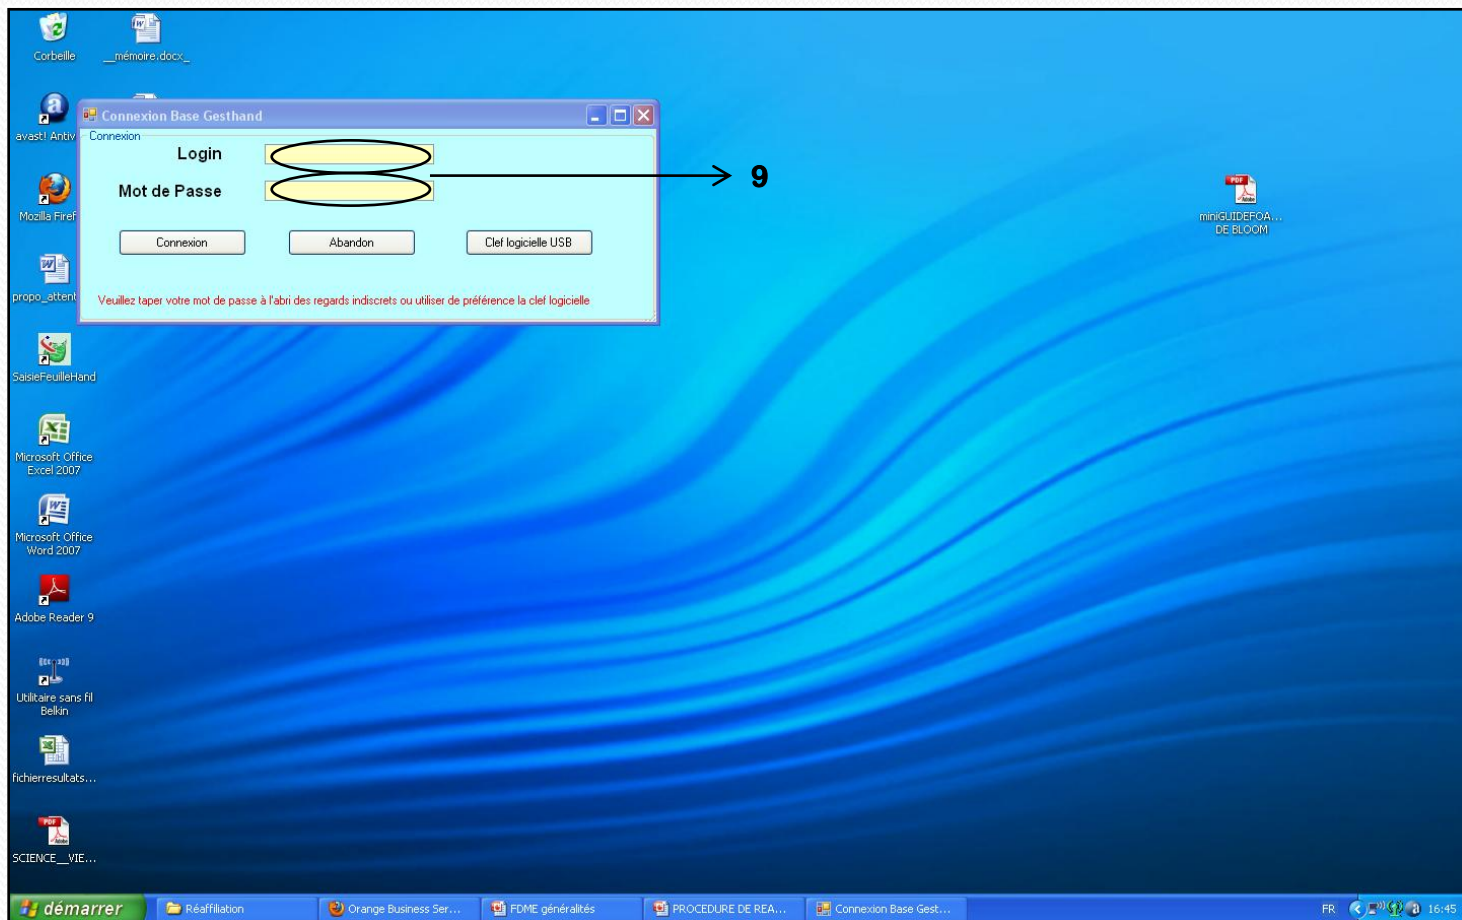 Corbeille
__mémoire.docx_
avast! Antiv
Connexion Base Gesthand
Connexion
Login
Mot de Passe
9
Connexion
Abandon
Clef logicielle USB
Veuillez taper votre mot de passe à l'abri des regards indiscrets ou utiliser de préférence la clef logicielle
Mozilla Firef
propo_attent
SaisieFeuilleHand
Microsoft Office
Excel 2007
Microsoft Office
Word 2007
Adobe Reader 9
Utilitaire sans fil
Belkin
fichierresultats...
SCIENCE__VIE...
miniGUIDEFOA...
DE BLOOM
démarrer
Réaffiliation
Orange Business Ser...
FDME généralités
PROCEDURE DE REA...
Connexion Base Gest...
FR
16:45